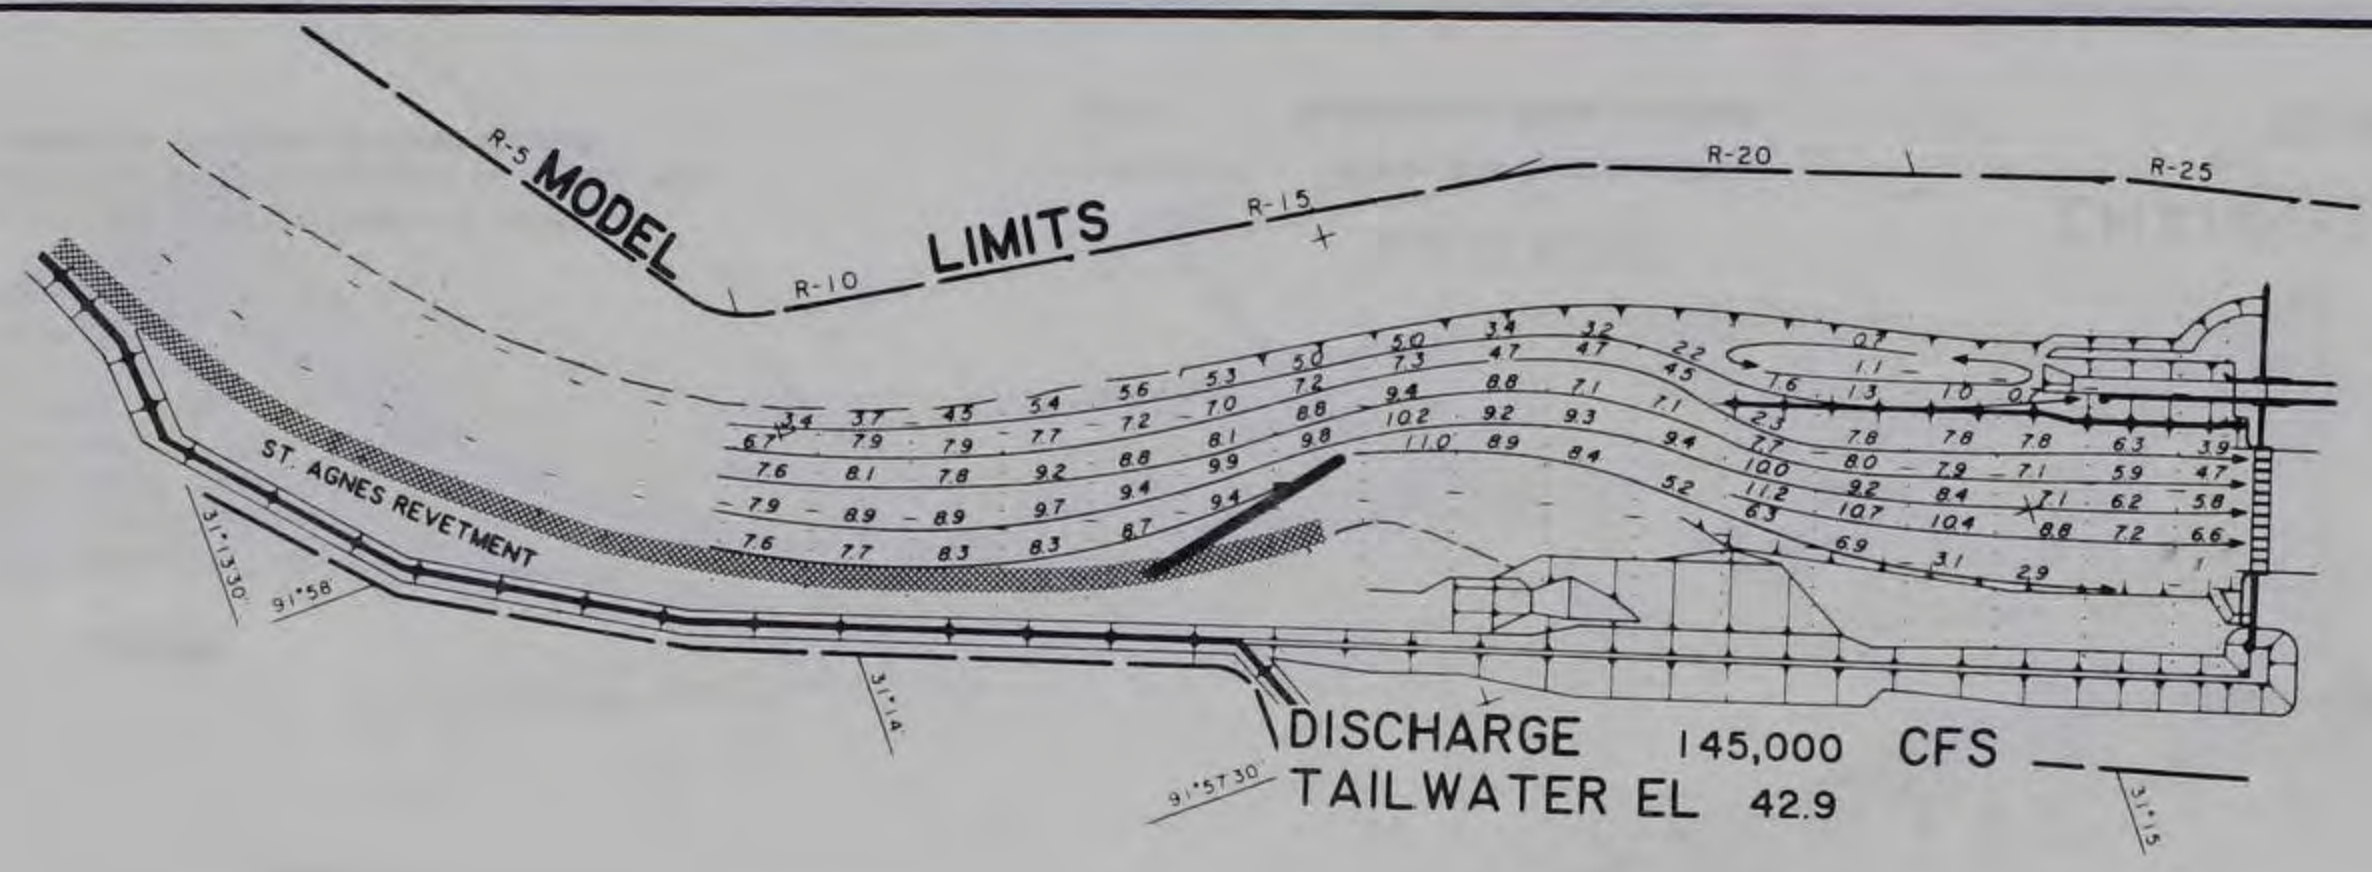 R-5 MODEL LIMITS
R-10
R-15
R-20
R-25
ST. AGNES REVETMENT
31°13'30"
91°58'
31°14'
91°57'30"
31°15'
3.4 3.7 4.5 5.4 5.6 5.3 5.0 5.0 3.4 3.2 2.2
6.7 7.9 7.9 7.7 7.2 7.0 7.2 7.3 4.7 4.7 4.5
7.6 8.1 7.8 9.2 8.8 8.1 8.8 9.4 8.8 7.1 7.1
7.9 8.9 8.9 9.7 9.4 9.9 9.8 10.2 9.2 9.3 9.4
7.6 7.7 8.3 8.3 8.7 9.4 11.0 8.9 8.4 5.2
0.7
1.1
1.6 1.3 1.0 0.7
2.3 7.8 7.8 7.8 6.3 3.9
7.7 8.0 7.9 7.1 5.9 4.7
10.0 9.2 8.4 7.1 6.2 5.8
11.2 10.7 10.4 8.8 7.2 6.6
6.3 6.9 3.1 2.9
DISCHARGE 145,000 CFS
TAILWATER EL 42.9